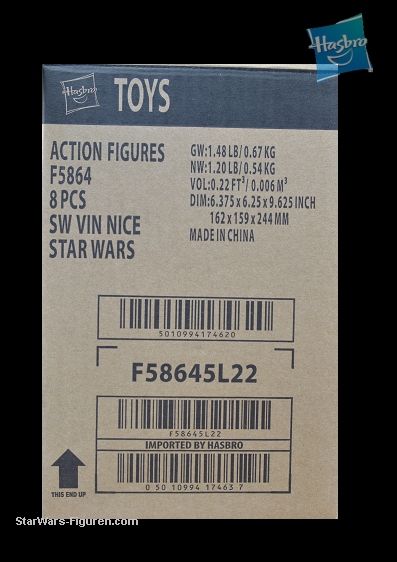 Hasbro
Hasbro
TOYS
ACTION FIGURES
F5864
8 PCS
SW VIN NICE
STAR WARS
GW:1.48 LB/ 0.67 KG
NW:1.20 LB/ 0.54 KG
VOL:0.22 FT³/ 0.006 M³
DIM:6.375 x 6.25 x 9.625 INCH
162 x 159 x 244 MM
MADE IN CHINA
5010994174620
F58645L22
F58645L22
IMPORTED BY HASBRO
0 50 10994 17463 7
THIS END UP
StarWars-Figuren.com